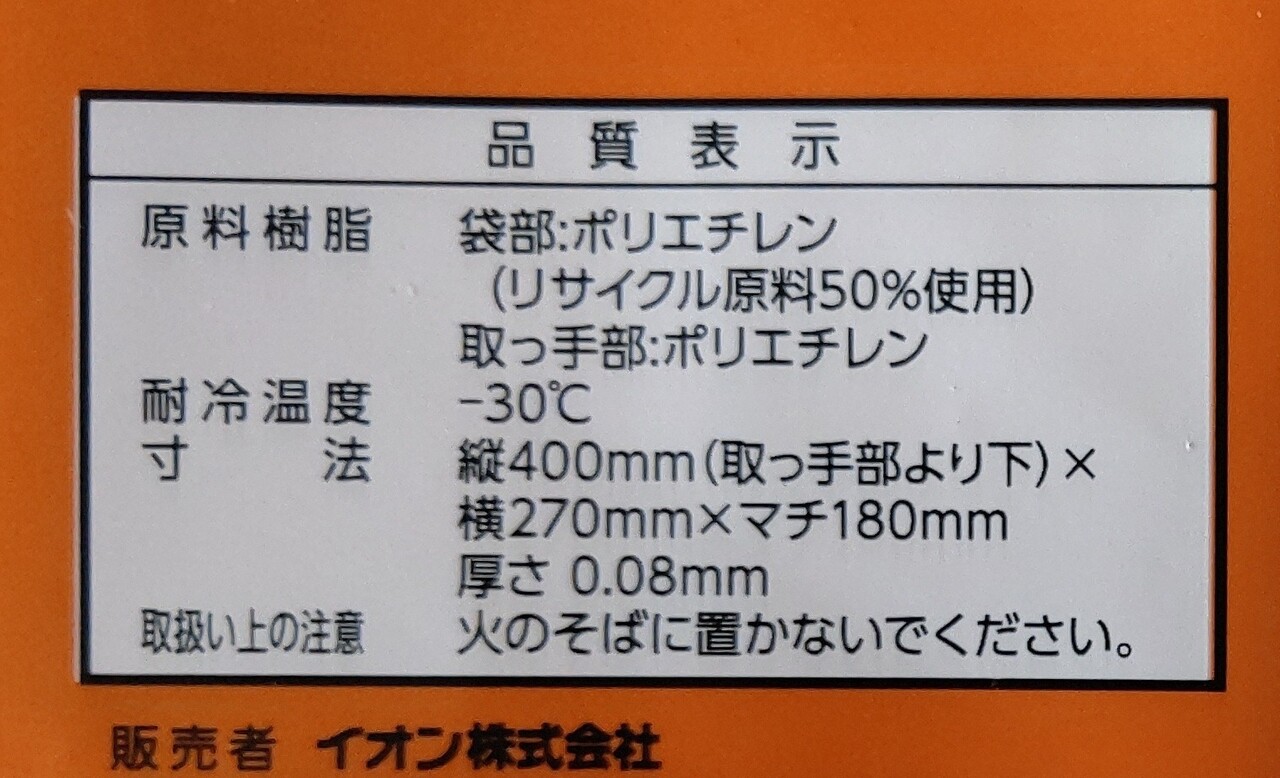 品質表示
原料樹脂 袋部:ポリエチレン
(リサイクル原料50%使用)
取っ手部:ポリエチレン
耐冷温度 -30℃
寸法 縦400mm(取っ手部より下)×
横270mm×マチ180mm
厚さ 0.08mm
取扱い上の注意 火のそばに置かないでください。
販売者 イオン株式会社